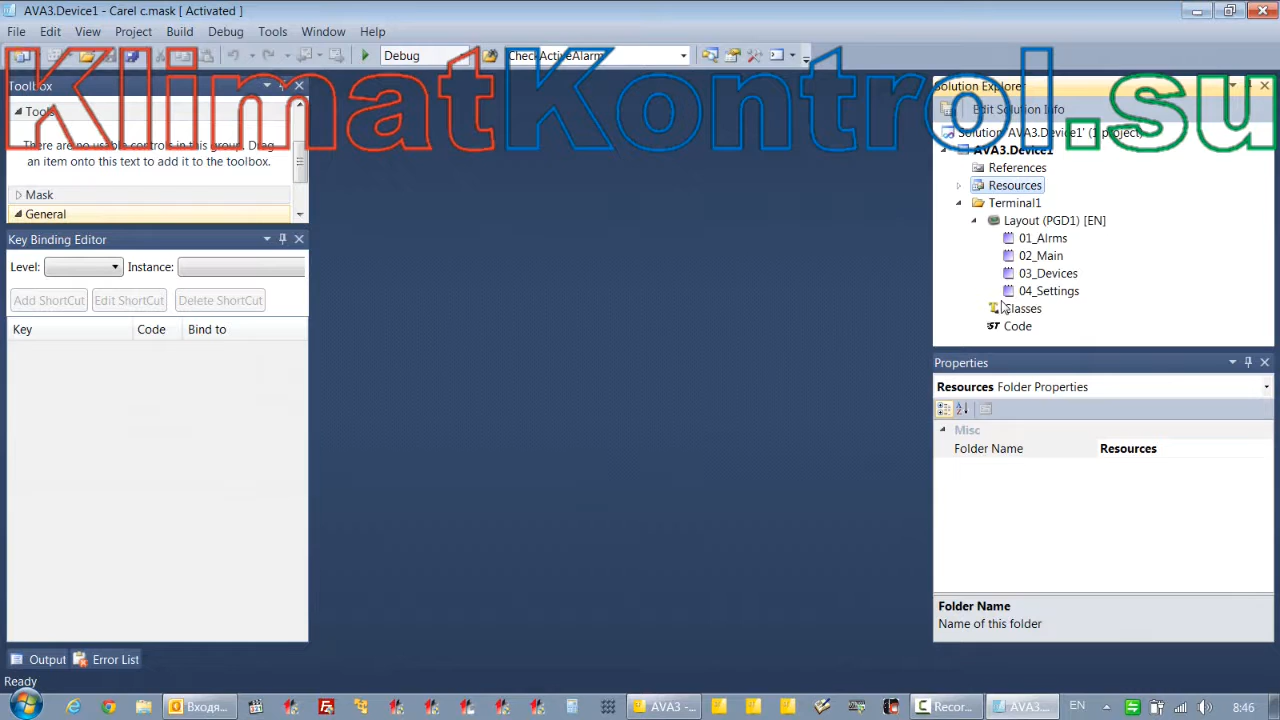 AVA3.Device1 - Carel c.mask [ Activated ]
File Edit View Project Build Debug Tools Window Help
Debug CheckActiveAlarm
KlimatKontrol.su
Toolbox
Tools
There are no usable controls in this group. Drag
an item onto this text to add it to the toolbox.
Mask
General
Key Binding Editor
Level: Instance:
Add ShortCut Edit ShortCut Delete ShortCut
Key Code Bind to
Solution Explorer
Edit Solution Info
Solution 'AVA3.Device1' (1 project)
AVA3.Device1
References
Resources
Terminal1
Layout (PGD1) [EN]
01_Alrms
02_Main
03_Devices
04_Settings
Classes
ST Code
Properties
Resources Folder Properties
Misc
Folder Name Resources
Folder Name
Name of this folder
Output Error List
Ready
Входя... AVA3 -... Recor... AVA3... EN 8:46